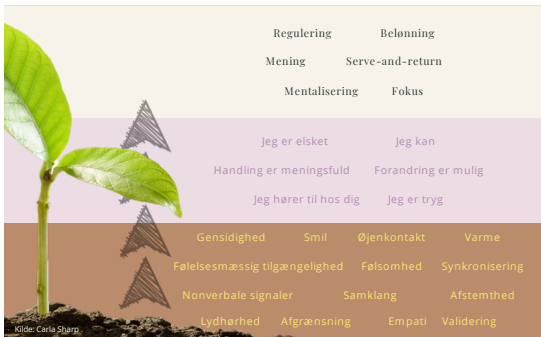 Regulering Belønning
Mening Serve-and-return
Mentalisering Fokus
Jeg er elsket Jeg kan
Handling er meningsfuld Forandring er mulig
Jeg hører til hos dig Jeg er tryg
Gensidighed Smil Øjenkontakt Varme
Følelsesmæssig tilgængelighed Følsomhed Synkronisering
Nonverbale signaler Samklang Afstemthed
Lydhørhed Afgrænsning Empati Validering
Kilde: Carla Sharp